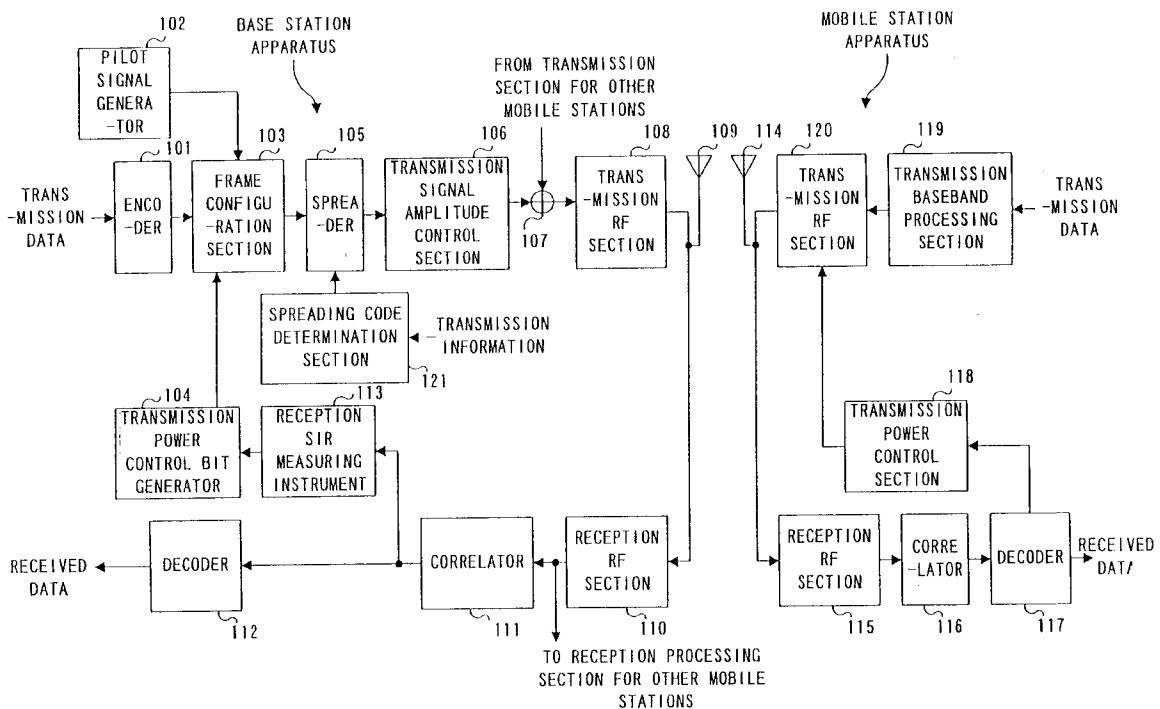 102
BASE STATION
APPARATUS
MOBILE STATION
APPARATUS
PILOT
SIGNAL
GENERA
-TOR
FROM TRANSMISSION
SECTION FOR OTHER
MOBILE STATIONS
101
103
105
106
108
109
114
120
119
TRANS
-MISSION
DATA
ENCO
-DER
FRAME
CONFIGU
-RATION
SECTION
SPREA
-DER
TRANSMISSION
SIGNAL
AMPLITUDE
CONTROL
SECTION
107
TRANS
-MISSION
RF
SECTION
TRANS
-MISSION
RF
SECTION
TRANSMISSION
BASEBAND
PROCESSING
SECTION
TRANS
-MISSION
DATA
SPREADING CODE
DETERMINATION
SECTION
TRANSMISSION
INFORMATION
121
104
113
118
TRANSMISSION
POWER
CONTROL BIT
GENERATOR
RECEPTION
SIR
MEASURING
INSTRUMENT
TRANSMISSION
POWER
CONTROL
SECTION
RECEIVED
DATA
DECODER
CORRELATOR
RECEPTION
RF
SECTION
RECEPTION
RF
SECTION
CORRE
-LATOR
DECODER
RECEIVED
DATA
112
111
110
115
116
117
TO RECEPTION PROCESSING
SECTION FOR OTHER MOBILE
STATIONS